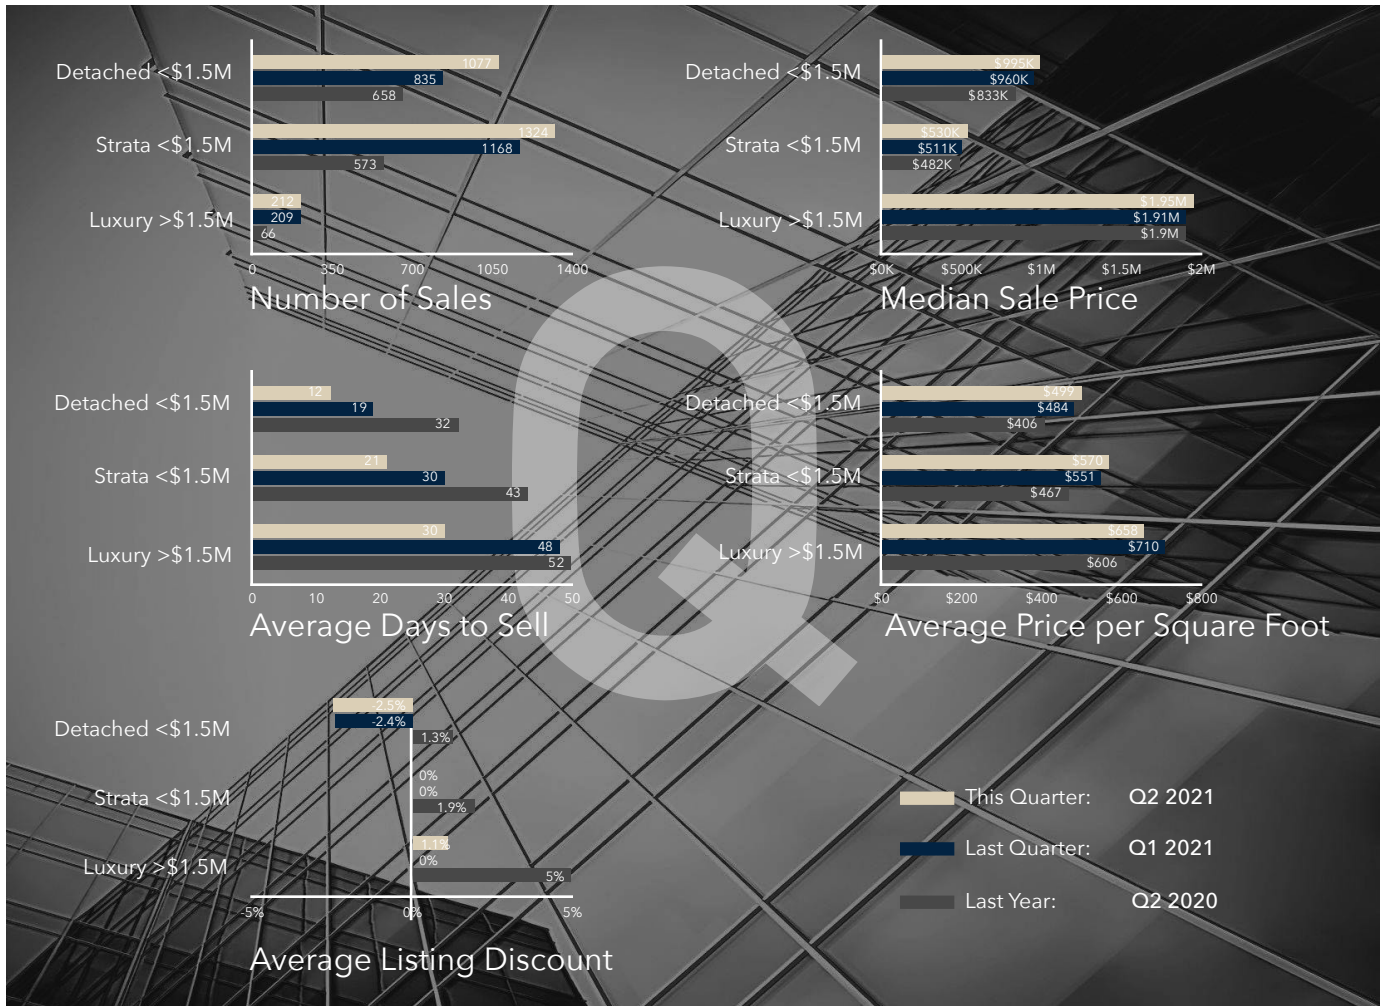 Detached <$1.5M
1077
835
658
Strata <$1.5M
1324
1168
573
Luxury >$1.5M
212
209
66
0 350 700 1050 1400
Number of Sales
Detached <$1.5M
$995K
$960K
$833K
Strata <$1.5M
$530K
$511K
$482K
Luxury >$1.5M
$1.95M
$1.91M
$1.9M
$0K $500K $1M $1.5M $2M
Median Sale Price
Detached <$1.5M
12
19
32
Strata <$1.5M
21
30
43
Luxury >$1.5M
30
48
52
0 10 20 30 40 50
Average Days to Sell
Detached <$1.5M
$499
$484
$406
Strata <$1.5M
$570
$551
$467
Luxury >$1.5M
$658
$710
$606
$0 $200 $400 $600 $800
Average Price per Square Foot
Q
Detached <$1.5M
-2.5%
-2.4%
1.3%
Strata <$1.5M
0%
0%
1.9%
Luxury >$1.5M
1.1%
0%
5%
-5% 0% 5%
Average Listing Discount
This Quarter: Q2 2021
Last Quarter: Q1 2021
Last Year: Q2 2020